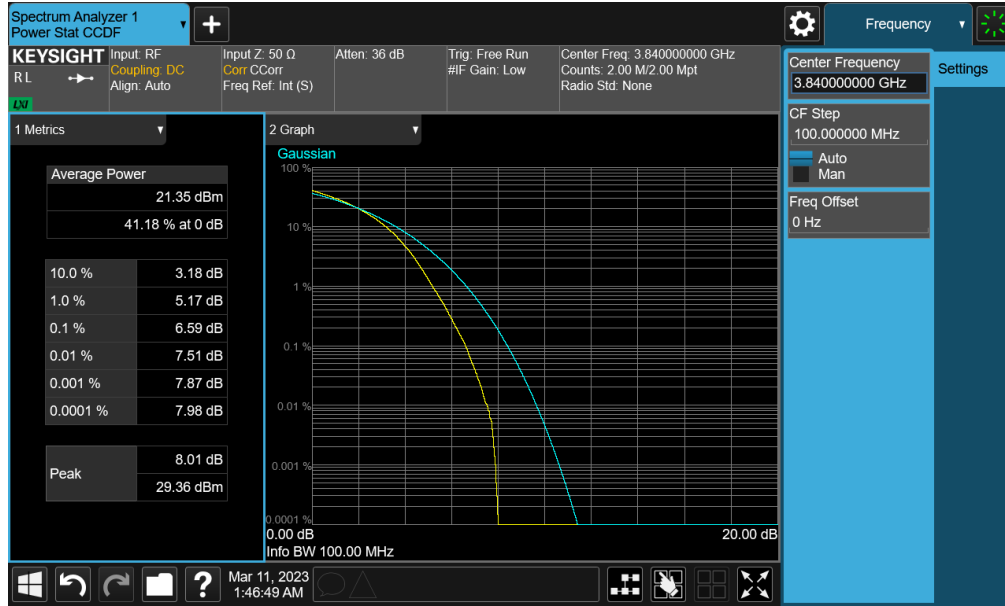 Spectrum Analyzer 1
Power Stat CCDF
+
Frequency
KEYSIGHT
RL
LXI
Input: RF
Coupling: DC
Align: Auto
Input Z: 50 Ω
Corr CCorr
Freq Ref: Int (S)
Atten: 36 dB
Trig: Free Run
#IF Gain: Low
Center Freq: 3.840000000 GHz
Counts: 2.00 M/2.00 Mpt
Radio Std: None
Center Frequency
3.840000000 GHz
Settings
CF Step
100.000000 MHz
Auto
Man
Freq Offset
0 Hz
1 Metrics
Average Power
21.35 dBm
41.18 % at 0 dB
10.0 % 3.18 dB
1.0 % 5.17 dB
0.1 % 6.59 dB
0.01 % 7.51 dB
0.001 % 7.87 dB
0.0001 % 7.98 dB
Peak 8.01 dB
29.36 dBm
2 Graph
Gaussian
100 %
10 %
1 %
0.1 %
0.01 %
0.001 %
0.0001 %
0.00 dB 20.00 dB
Info BW 100.00 MHz
?
Mar 11, 2023
1:46:49 AM